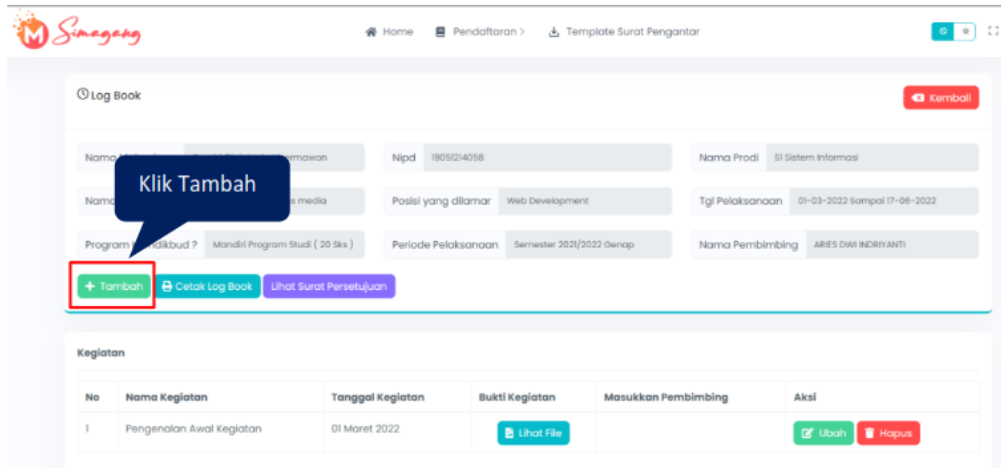 Simagang
Home Pendaftaran > Template Surat Pengantar
Log Book
Kembali
Nipd 19051214058 Nama Prodi S1 Sistem Informasi
Klik Tambah
media Posisi yang dilamar Web Development Tgl Pelaksanaan 01-03-2022 Sampai 17-06-2022
Program ? Mandiri Program Studi ( 20 Sks ) Periode Pelaksanaan Semester 2021/2022 Genap Nama Pembimbing ARIES DWI INDRIYANTI
+ Tambah Cetak Log Book Lihat Surat Persetujuan
Kegiatan
No Nama Kegiatan Tanggal Kegiatan Bukti Kegiatan Masukkan Pembimbing Aksi
1 Pengenalan Awal Kegiatan 01 Maret 2022 Lihat File Ubah Hapus